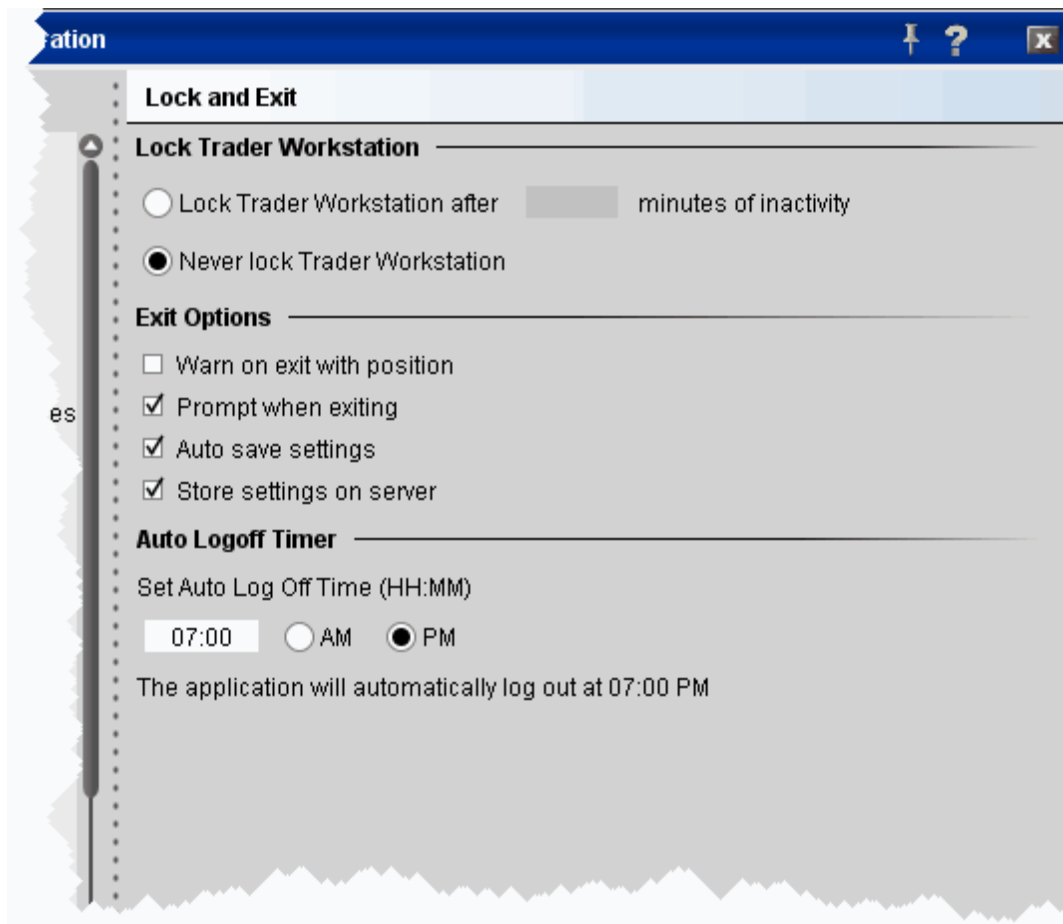 ration
Lock and Exit
Lock Trader Workstation
Lock Trader Workstation after minutes of inactivity
Never lock Trader Workstation
Exit Options
Warn on exit with position
Prompt when exiting
es
Auto save settings
Store settings on server
Auto Logoff Timer
Set Auto Log Off Time (HH:MM)
07:00 AM PM
The application will automatically log out at 07:00 PM